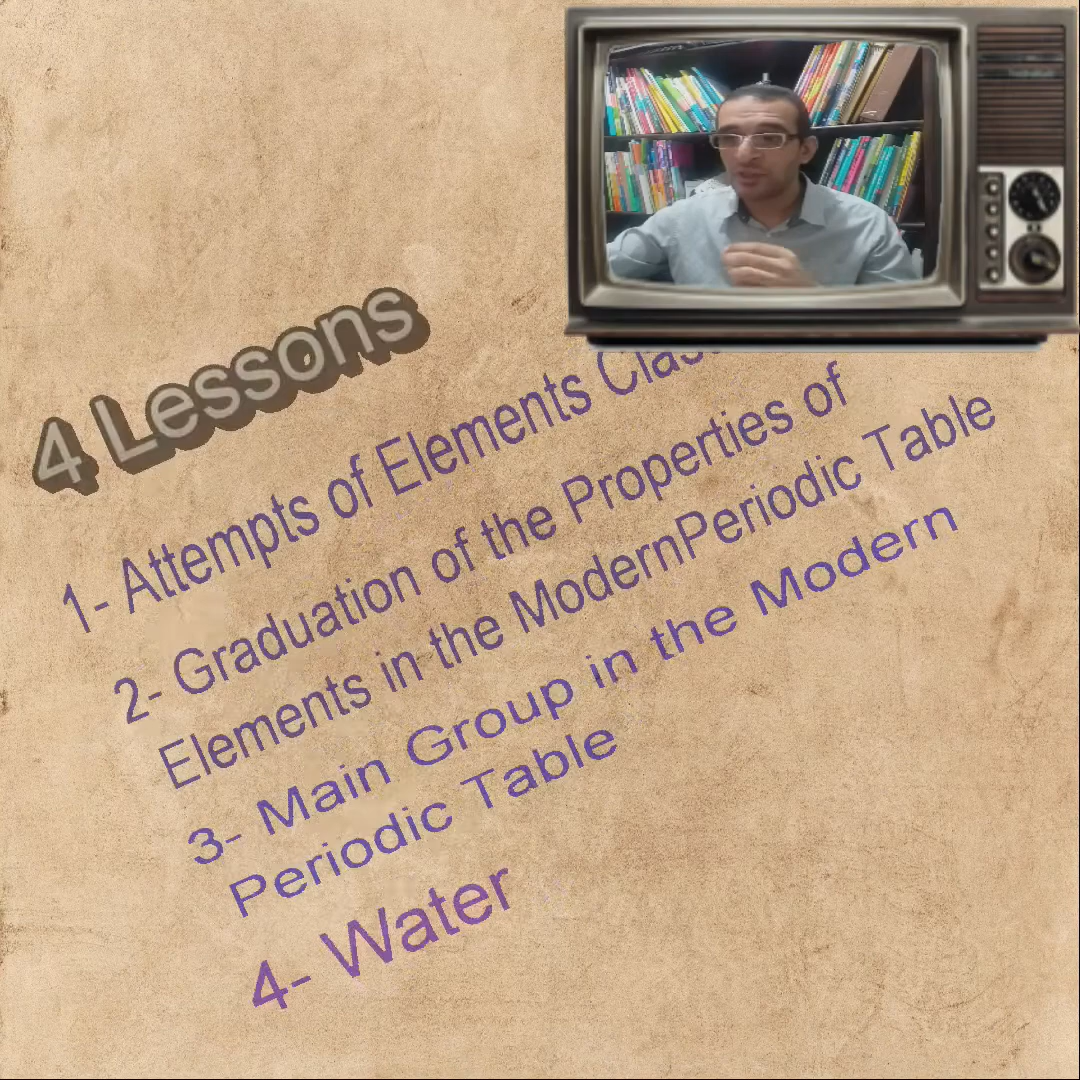 4 Lessons
1- Attempts of Elements
2- Graduation of the Properties of
Elements in the ModernPeriodic Table
3- Main Group in the Modern
Periodic Table
4- Water